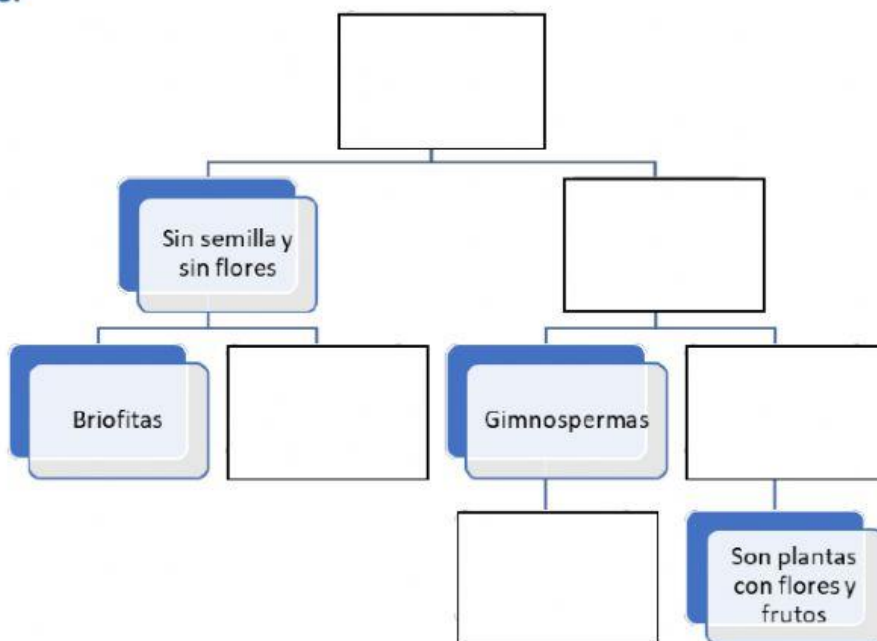 Sin semilla y
sin flores
Briofitas
Gimnospermas
Son plantas
con flores y
frutos